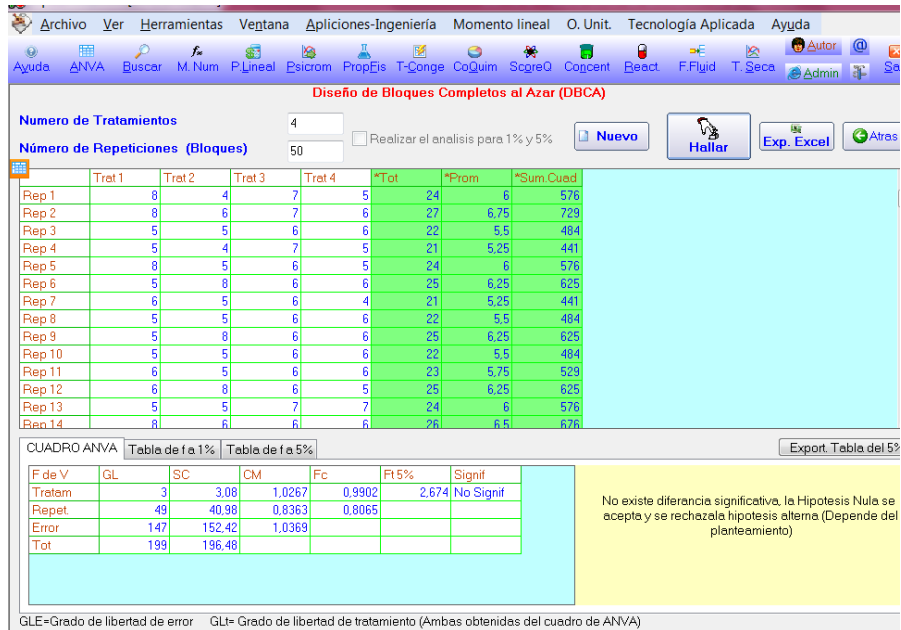 Archivo Ver Herramientas Ventana Apliciones-Ingeniería Momento lineal O. Unit. Tecnología Aplicada Ayuda
Ayuda ANVA Buscar M. Num P.Lineal Psicrom PropFis T-Conge CoQuim ScoreQ Concent React. F.Fluid T. Seca Autor @ Admin
Diseño de Bloques Completos al Azar (DBCA)
Numero de Tratamientos 4
Realizar el analisis para 1% y 5% Nuevo Hallar Exp. Excel Atras
Número de Repeticiones (Bloques) 50
Trat 1 Trat 2 Trat 3 Trat 4 *Tot *Prom *Sum.Cuad
Rep 1 8 4 7 5 24 6 576
Rep 2 8 6 7 6 27 6,75 729
Rep 3 5 5 6 6 22 5,5 484
Rep 4 5 4 7 5 21 5,25 441
Rep 5 8 5 6 5 24 6 576
Rep 6 5 8 6 6 25 6,25 625
Rep 7 6 5 6 4 21 5,25 441
Rep 8 5 5 6 6 22 5,5 484
Rep 9 5 8 6 6 25 6,25 625
Rep 10 5 5 6 6 22 5,5 484
Rep 11 6 5 6 6 23 5,75 529
Rep 12 6 8 6 5 25 6,25 625
Rep 13 5 5 7 7 24 6 576
Rep 14 8 6 6 6 26 6,5 676
CUADRO ANVA Tabla de f a 1% Tabla de f a 5% Export. Tabla del 5%
F de V GL SC CM Fc Ft 5% Signif
Tratam 3 3,08 1,0267 0,9902 2,674 No Signif
Repet. 49 40,98 0,8363 0,8065
Error 147 152,42 1,0369
Tot 199 196,48
No existe diferancia significativa, la Hipotesis Nula se
acepta y se rechazala hipotesis alterna (Depende del
planteamiento)
GLE=Grado de libertad de error GLt= Grado de libertad de tratamiento (Ambas obtenidas del cuadro de ANVA)